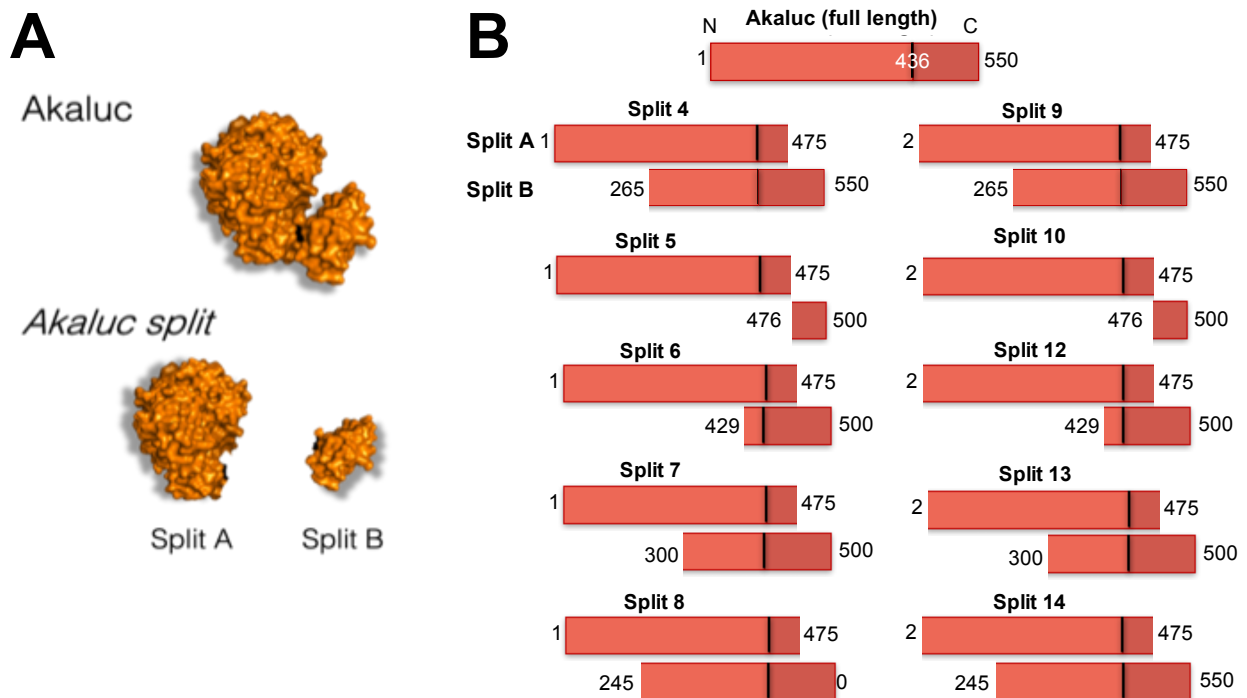 A
Akaluc
Akaluc split
Split A
Split B
B
Akaluc (full length)
N
C
1
436
550
Split 4
Split A
1
475
Split B
265
550
Split 9
2
475
265
550
Split 5
1
475
476
500
Split 10
2
475
476
500
Split 6
1
475
429
500
Split 12
2
475
429
500
Split 7
1
475
300
500
Split 13
2
475
300
500
Split 8
1
475
245
0
Split 14
2
475
245
550